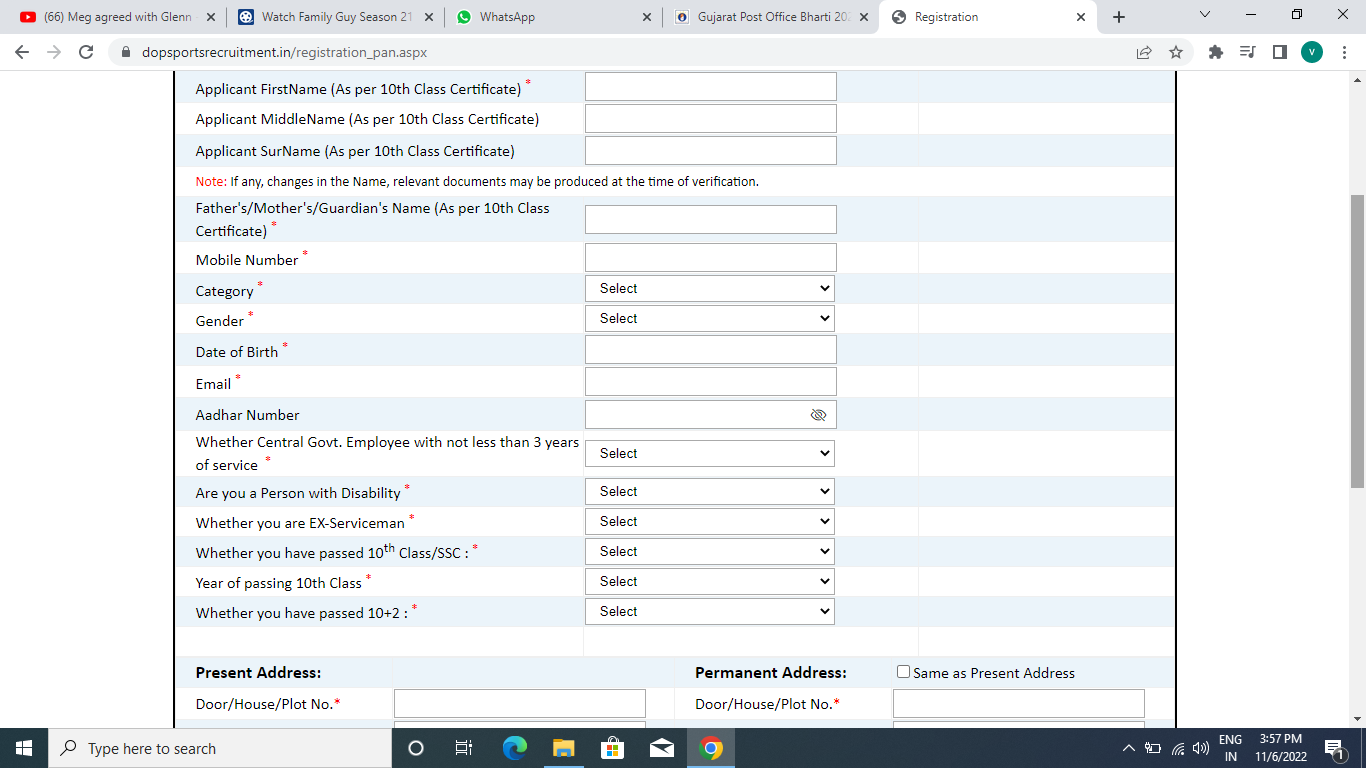 (66) Meg agreed with Glenn
Watch Family Guy Season 21
WhatsApp
Gujarat Post Office Bharti 20
Registration
dopsportsrecruitment.in/registration_pan.aspx
V
Applicant FirstName (As per 10th Class Certificate) *
Applicant MiddleName (As per 10th Class Certificate)
Applicant SurName (As per 10th Class Certificate)
Note: If any, changes in the Name, relevant documents may be produced at the time of verification.
Father's/Mother's/Guardian's Name (As per 10th Class
Certificate) *
Mobile Number *
Category * Select
Gender * Select
Date of Birth *
Email *
Aadhar Number
Whether Central Govt. Employee with not less than 3 years
of service * Select
Are you a Person with Disability * Select
Whether you are EX-Serviceman * Select
Whether you have passed 10th Class/SSC : * Select
Year of passing 10th Class * Select
Whether you have passed 10+2 : * Select
Present Address: Permanent Address: Same as Present Address
Door/House/Plot No.* Door/House/Plot No.*
Type here to search
ENG
IN
3:57 PM
11/6/2022
1